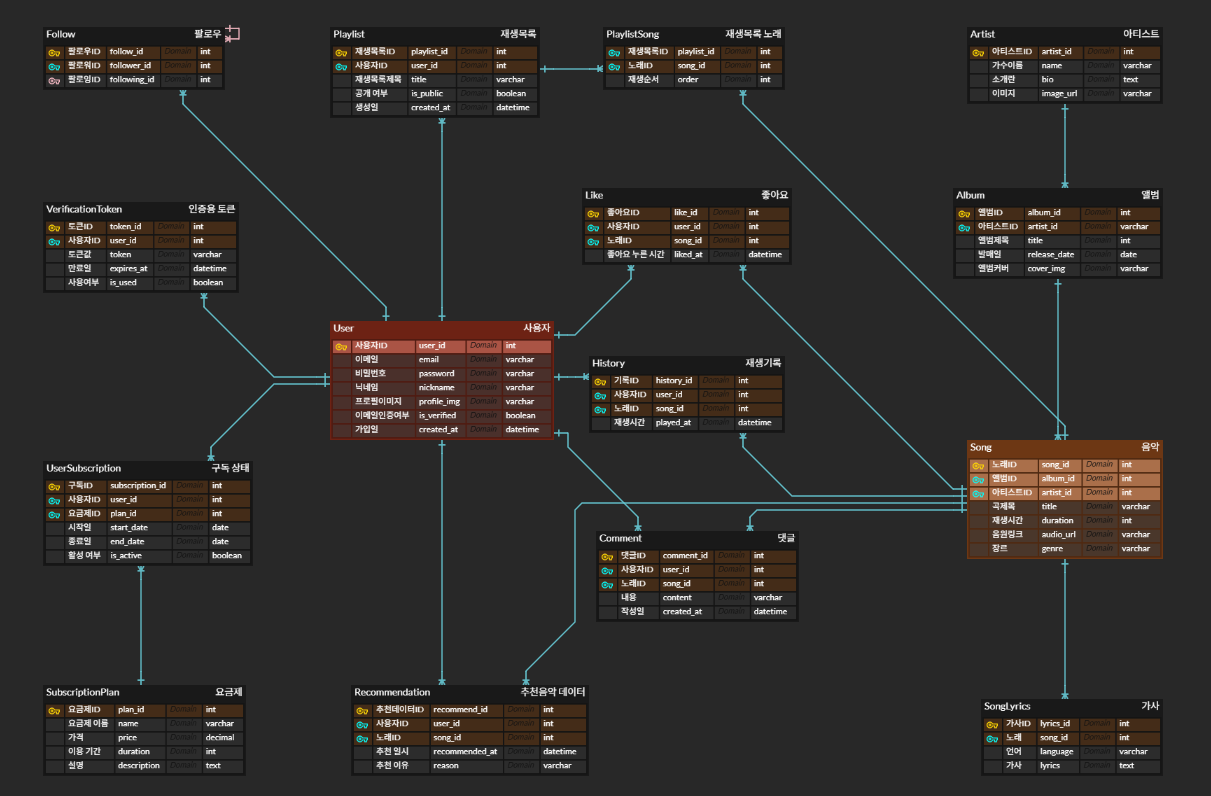 Follow 팔로우
팔로우ID follow_id Domain int
팔로워ID follower_id Domain int
팔로잉ID following_id Domain int
Playlist 재생목록
재생목록ID playlist_id Domain int
사용자ID user_id Domain int
재생목록제목 title Domain varchar
공개 여부 is_public Domain boolean
생성일 created_at Domain datetime
PlaylistSong 재생목록 노래
재생목록ID playlist_id Domain int
노래ID song_id Domain int
재생순서 order Domain int
Artist 아티스트
아티스트ID artist_id Domain int
가수이름 name Domain varchar
소개란 bio Domain text
이미지 image_url Domain varchar
VerificationToken 인증용 토큰
토큰ID token_id Domain int
사용자ID user_id Domain int
토큰값 token Domain varchar
만료일 expires_at Domain datetime
사용여부 is_used Domain boolean
Like 좋아요
좋아요ID like_id Domain int
사용자ID user_id Domain int
노래ID song_id Domain int
좋아요 누른 시간 liked_at Domain datetime
Album 앨범
앨범ID album_id Domain int
아티스트ID artist_id Domain varchar
앨범제목 title Domain int
발매일 release_date Domain date
앨범커버 cover_img Domain varchar
User 사용자
사용자ID user_id Domain int
이메일 email Domain varchar
비밀번호 password Domain varchar
닉네임 nickname Domain varchar
프로필이미지 profile_img Domain varchar
이메일인증여부 is_verified Domain boolean
가입일 created_at Domain datetime
History 재생기록
기록ID history_id Domain int
사용자ID user_id Domain int
노래ID song_id Domain int
재생시간 played_at Domain datetime
Song 음악
노래ID song_id Domain int
앨범ID album_id Domain int
아티스트ID artist_id Domain int
곡제목 title Domain varchar
재생시간 duration Domain int
음원링크 audio_url Domain varchar
장르 genre Domain varchar
UserSubscription 구독 상태
구독ID subscription_id Domain int
사용자ID user_id Domain int
요금제ID plan_id Domain int
시작일 start_date Domain date
종료일 end_date Domain date
활성 여부 is_active Domain boolean
Comment 댓글
댓글ID comment_id Domain int
사용자ID user_id Domain int
노래ID song_id Domain int
내용 content Domain varchar
작성일 created_at Domain datetime
SubscriptionPlan 요금제
요금제ID plan_id Domain int
요금제 이름 name Domain varchar
가격 price Domain decimal
이용 기간 duration Domain int
설명 description Domain text
Recommendation 추천음악 데이터
추천데이터ID recommend_id Domain int
사용자ID user_id Domain int
노래ID song_id Domain int
추천 일시 recommended_at Domain datetime
추천 이유 reason Domain varchar
SongLyrics 가사
가사ID lyrics_id Domain int
노래 song_id Domain int
언어 language Domain varchar
가사 lyrics Domain text